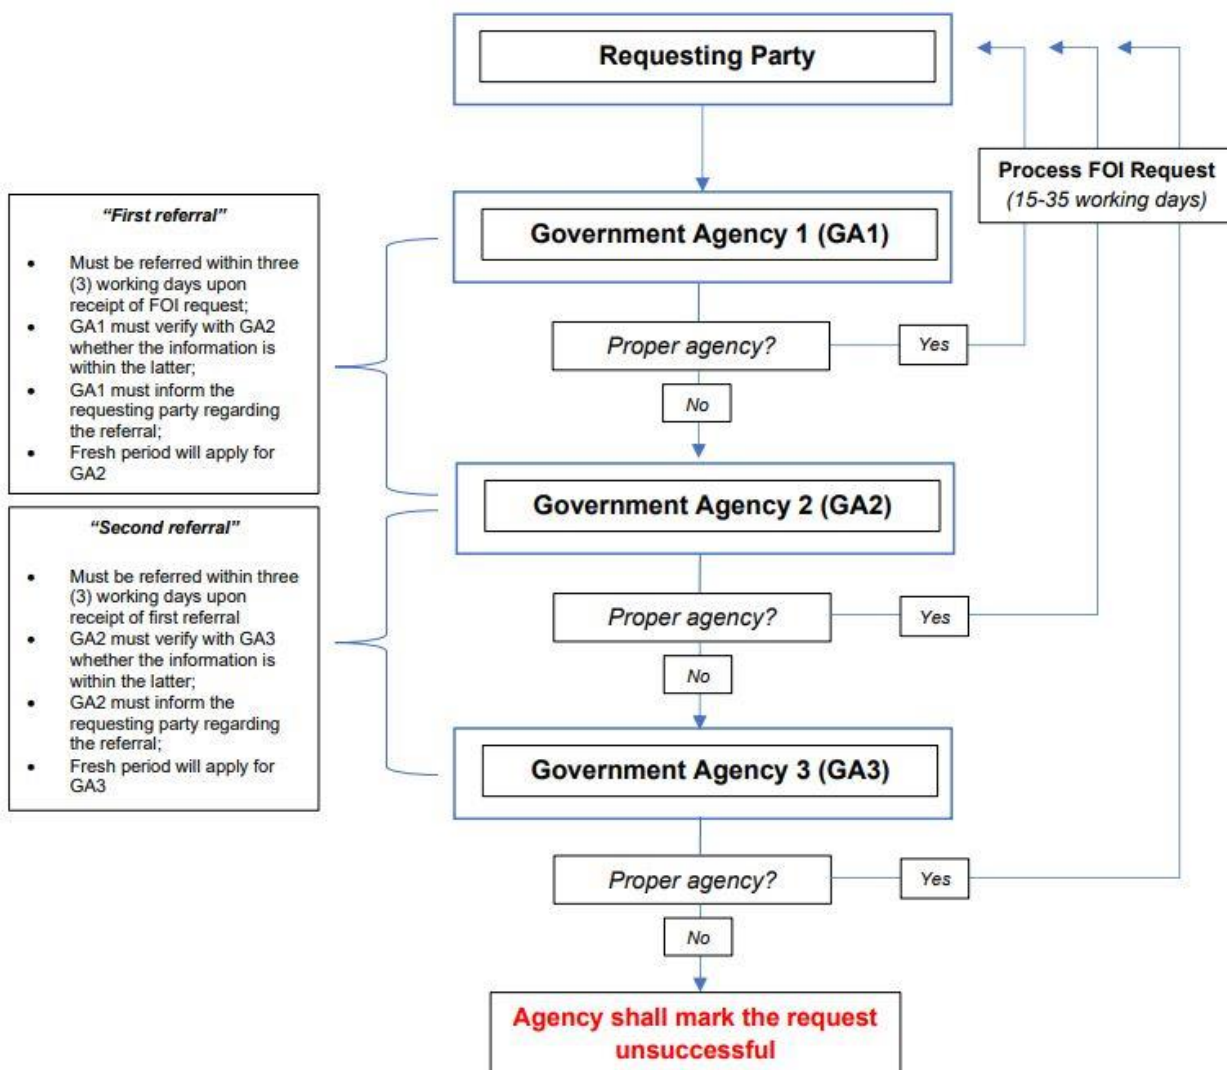 Requesting Party
Process FOI Request
(15-35 working days)
“First referral”
• Must be referred within three
(3) working days upon
receipt of FOI request;
• GA1 must verify with GA2
whether the information is
within the latter;
• GA1 must inform the
requesting party regarding
the referral;
• Fresh period will apply for
GA2
Government Agency 1 (GA1)
Proper agency?
Yes
No
Government Agency 2 (GA2)
“Second referral”
• Must be referred within three
(3) working days upon
receipt of first referral
• GA2 must verify with GA3
whether the information is
within the latter;
• GA2 must inform the
requesting party regarding
the referral;
• Fresh period will apply for
GA3
Proper agency?
Yes
No
Government Agency 3 (GA3)
Proper agency?
Yes
No
Agency shall mark the request
unsuccessful